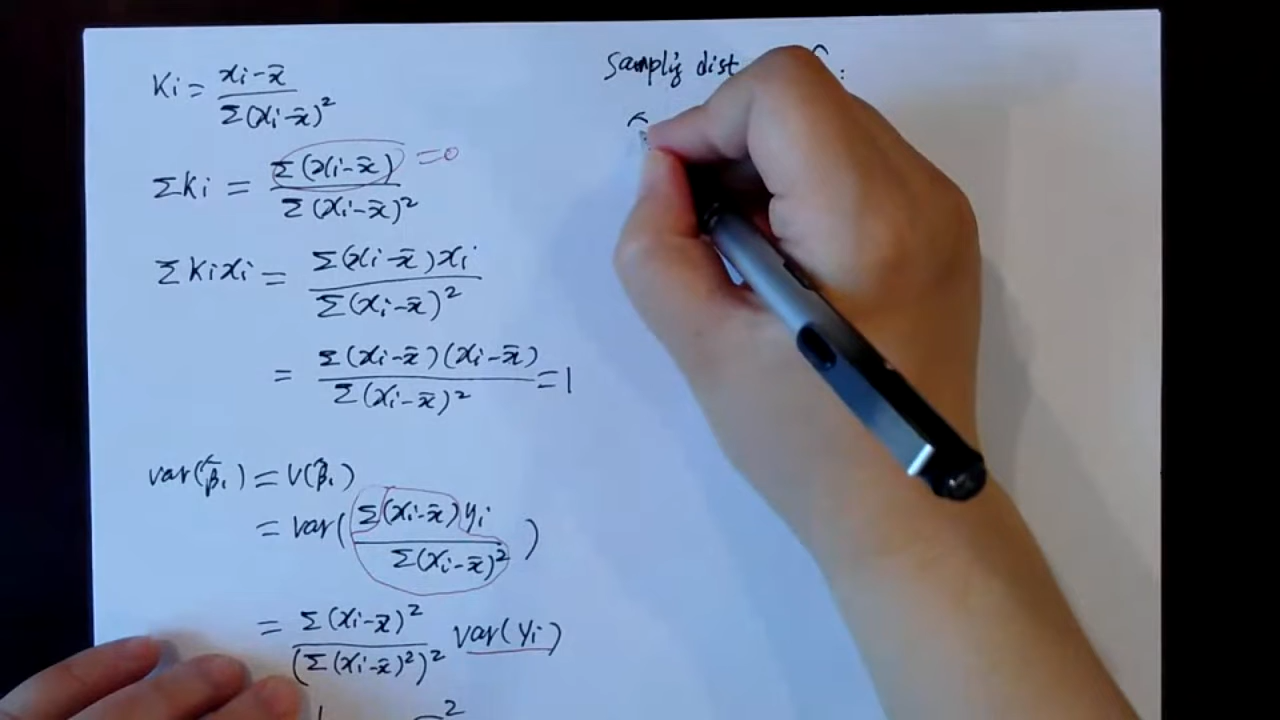 Ki = xi-x̄ / Σ(xi-x̄)²
ΣKi = Σ(xi-x̄) / Σ(xi-x̄)² =0
ΣKixi = Σ(xi-x̄)xi / Σ(xi-x̄)²
= Σ(xi-x̄)(xi-x̄) / Σ(xi-x̄)² =1
var(β̂₁) = V(β̂₁)
= var( Σ(xi-x̄)yi / Σ(xi-x̄)² )
= Σ(xi-x̄)² / (Σ(xi-x̄)²)² var(yi)
Samplig dist
: